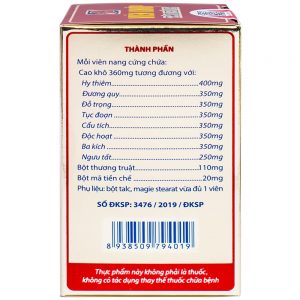 THÀNH PHẦN
Mỗi viên nang cứng chứa:
Cao khô 360mg tương đương với:
Hy thiêm 400mg
Đương quy 350mg
Đỗ trọng 350mg
Tục đoạn 350mg
Cẩu tích 350mg
Độc hoạt 350mg
Ba kích 350mg
Ngưu tất 250mg
Bột thương truật 110mg
Bột mã tiền chế 20mg
Phụ liệu: bột talc, magie stearat vừa đủ 1 viên
SỐ ĐKSP: 3476 / 2019 / ĐKSP
8 938509 794019
Thực phẩm này không phải là thuốc,
không có tác dụng thay thế thuốc chữa bệnh